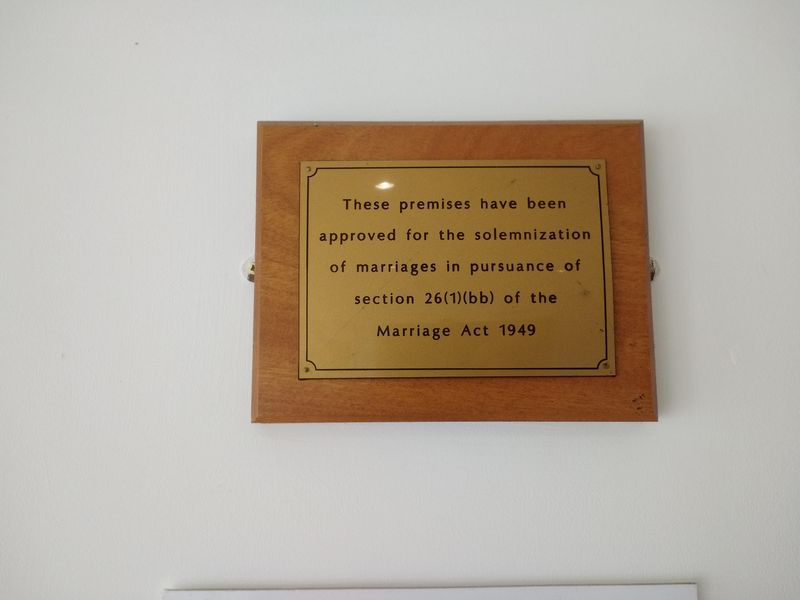 These premises have been
approved for the solemnization
of marriages in pursuance of
section 26(1)(bb) of the
Marriage Act 1949